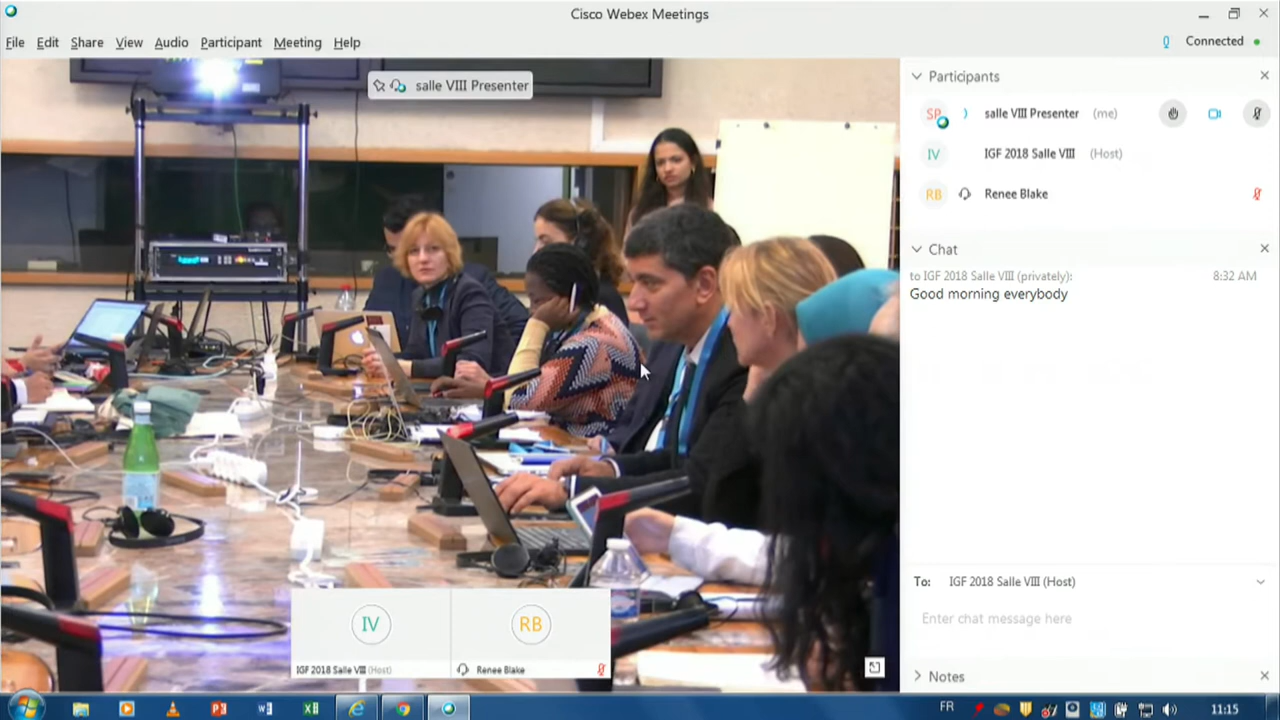 Cisco Webex Meetings
File Edit Share View Audio Participant Meeting Help
Connected
salle VIII Presenter
Participants
SP salle VIII Presenter (me)
IV IGF 2018 Salle VIII (Host)
RB Renee Blake
Chat
to IGF 2018 Salle VIII (privately): 8:32 AM
Good morning everybody
To: IGF 2018 Salle VIII (Host)
Enter chat message here
IV
IGF 2018 Salle VIII (Host)
RB
Renee Blake
Notes
FR 11:15